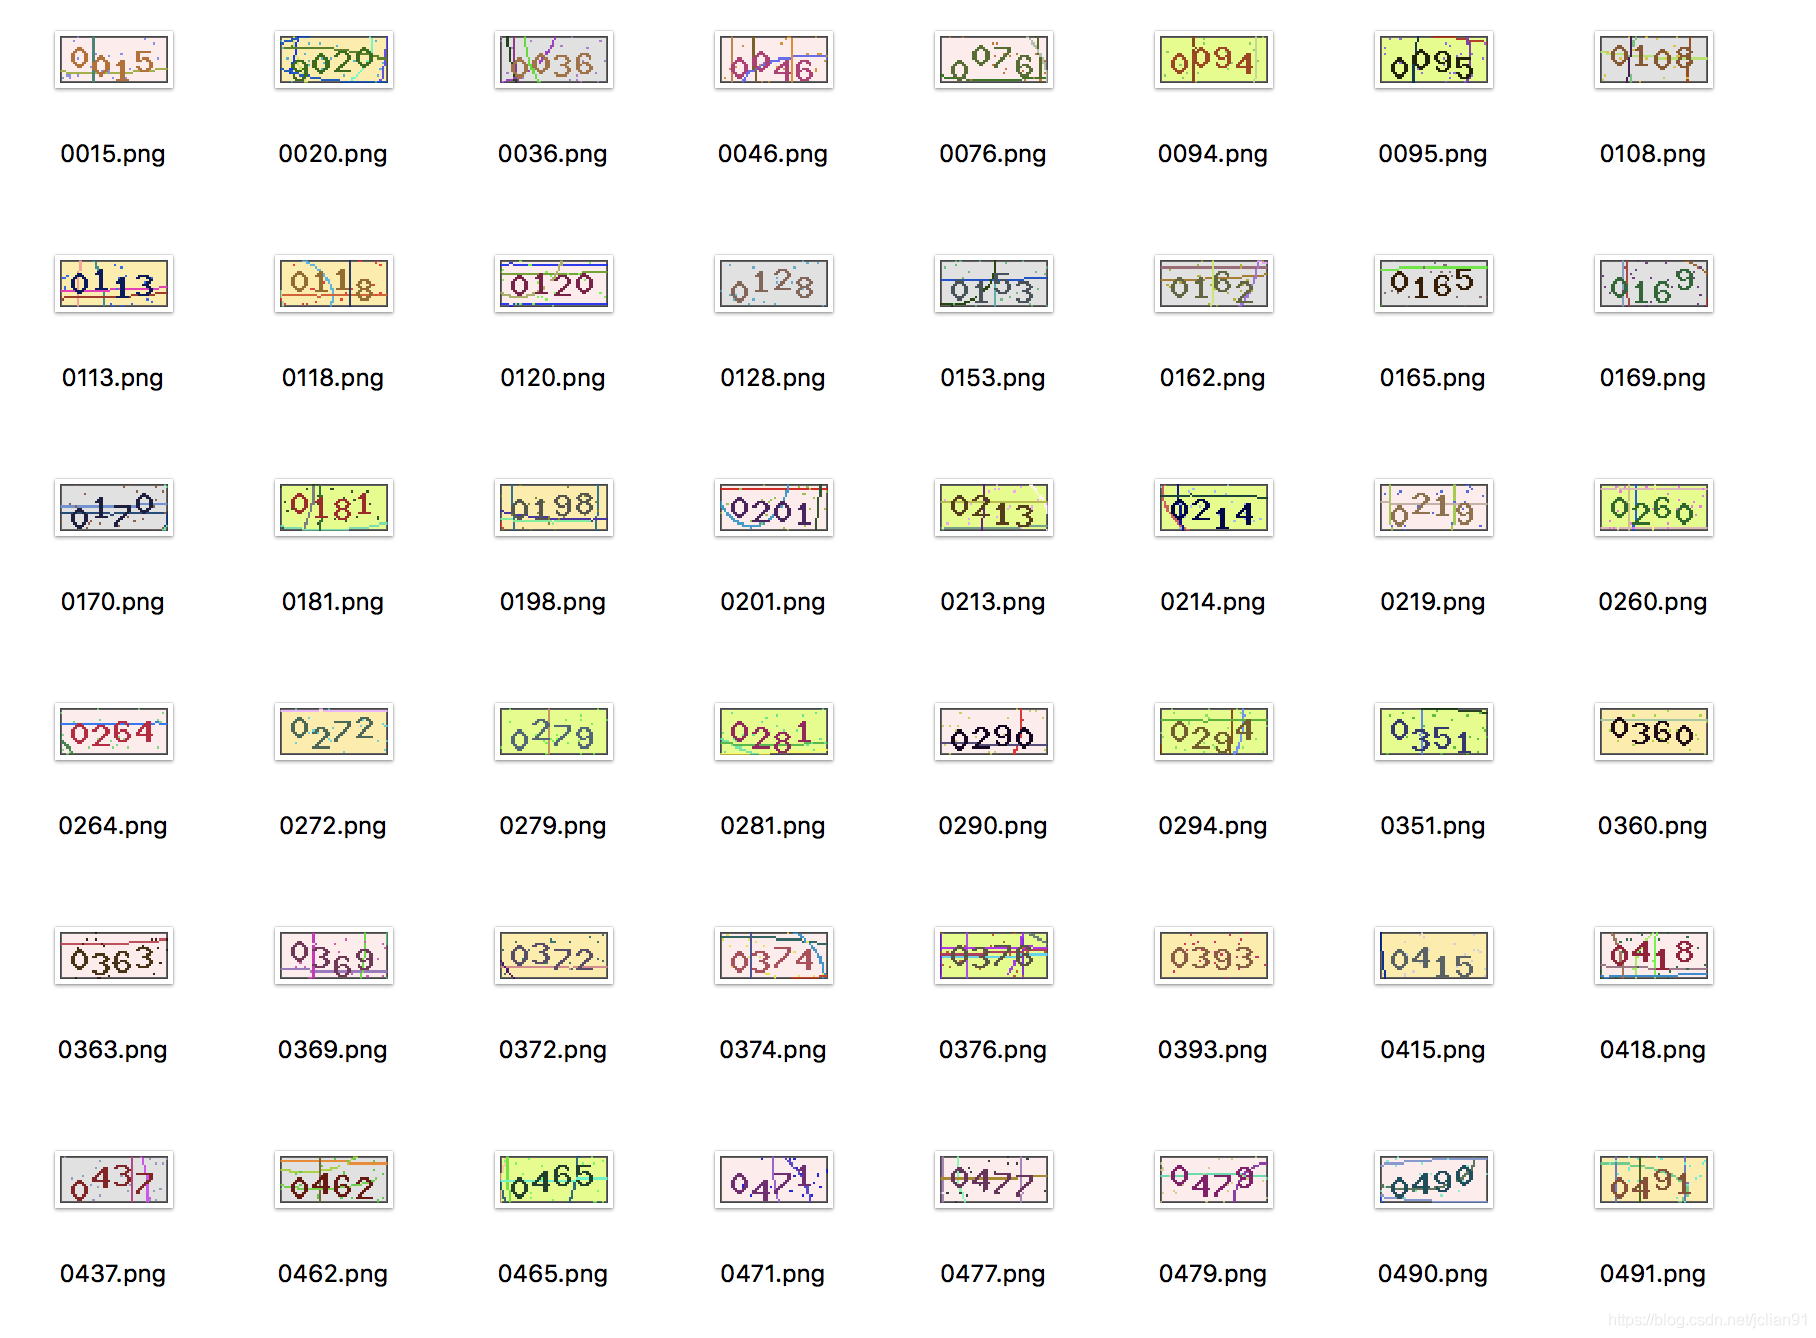 0015 0020 0036 0046 0076 0094 0095 0108
0015.png 0020.png 0036.png 0046.png 0076.png 0094.png 0095.png 0108.png
0113 0118 0120 0128 0153 0162 0165 0169
0113.png 0118.png 0120.png 0128.png 0153.png 0162.png 0165.png 0169.png
0170 0181 0198 0201 0213 0214 0219 0260
0170.png 0181.png 0198.png 0201.png 0213.png 0214.png 0219.png 0260.png
0264 0272 0279 0281 0290 0294 0351 0360
0264.png 0272.png 0279.png 0281.png 0290.png 0294.png 0351.png 0360.png
0363 0369 0372 0374 0376 0393 0415 0418
0363.png 0369.png 0372.png 0374.png 0376.png 0393.png 0415.png 0418.png
0437 0462 0465 0471 0477 0479 0490 0491
0437.png 0462.png 0465.png 0471.png 0477.png 0479.png 0490.png 0491.png
https://blog.csdn.net/jclian91